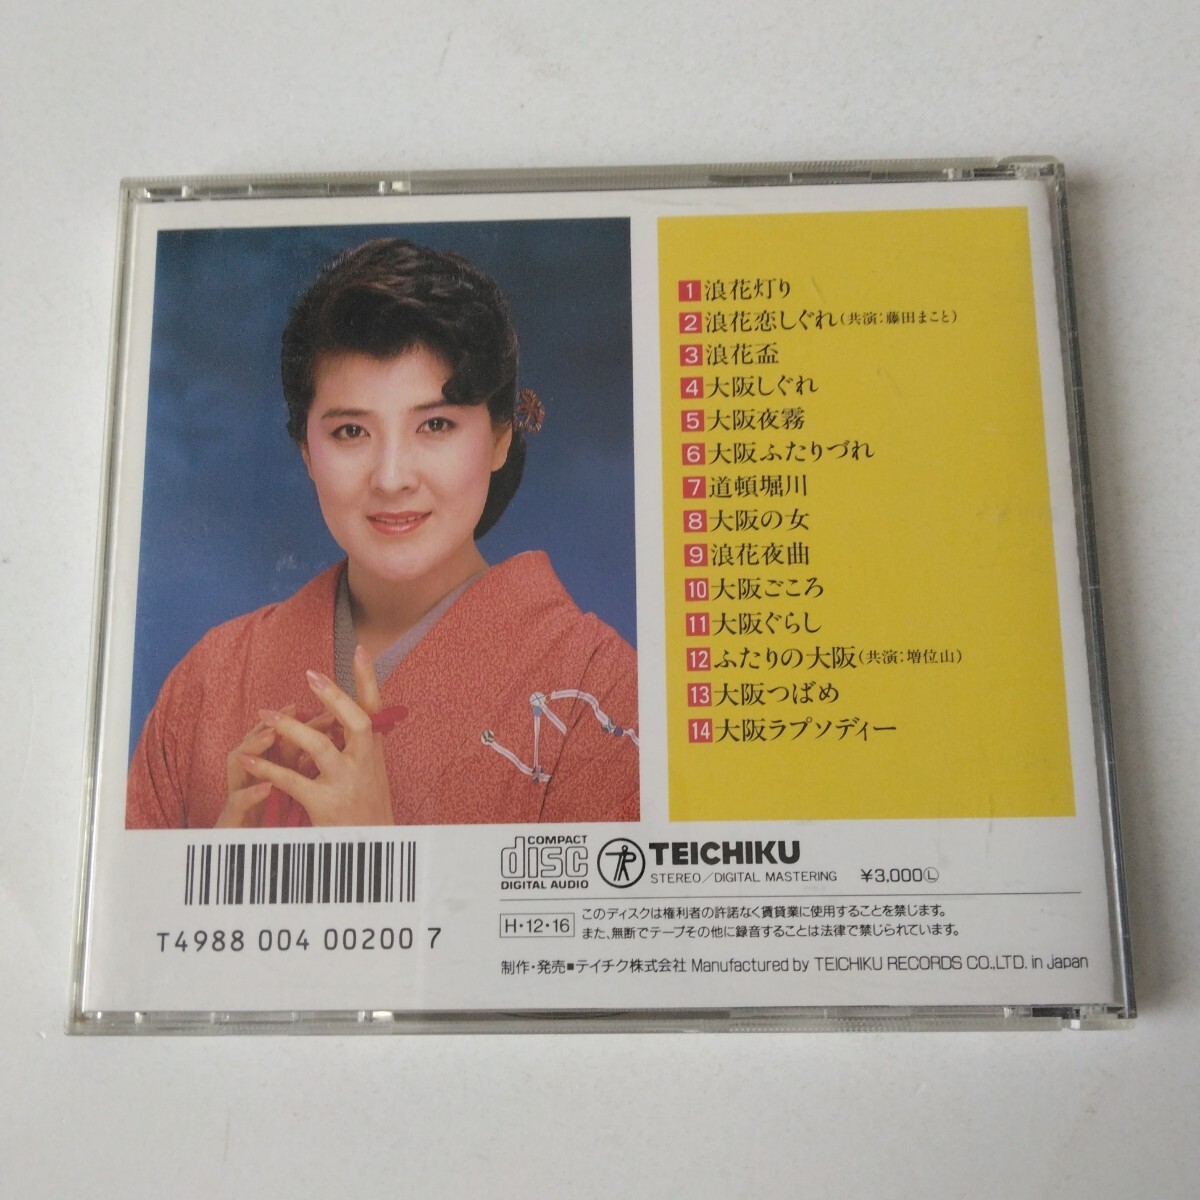 1 浪花灯り
2 浪花恋しぐれ(共演:藤田まこと)
3 浪花盃
4 大阪しぐれ
5 大阪夜霧
6 大阪ふたりづれ
7 道頓堀川
8 大阪の女
9 浪花夜曲
10 大阪ごころ
11 大阪ぐらし
12 ふたりの大阪(共演:増位山)
13 大阪つばめ
14 大阪ラプソディー
COMPACT
disc
DIGITAL AUDIO
TEICHIKU
STEREO/DIGITAL MASTERING ¥3,000Ⓛ
T4988 004 00200 7
H・12・16
このディスクは権利者の許諾なく賃貸業に使用することを禁じます。
また、無断でテープその他に録音することは法律で禁じられています。
制作・発売■テイチク株式会社 Manufactured by TEICHIKU RECORDS CO.,LTD. in Japan